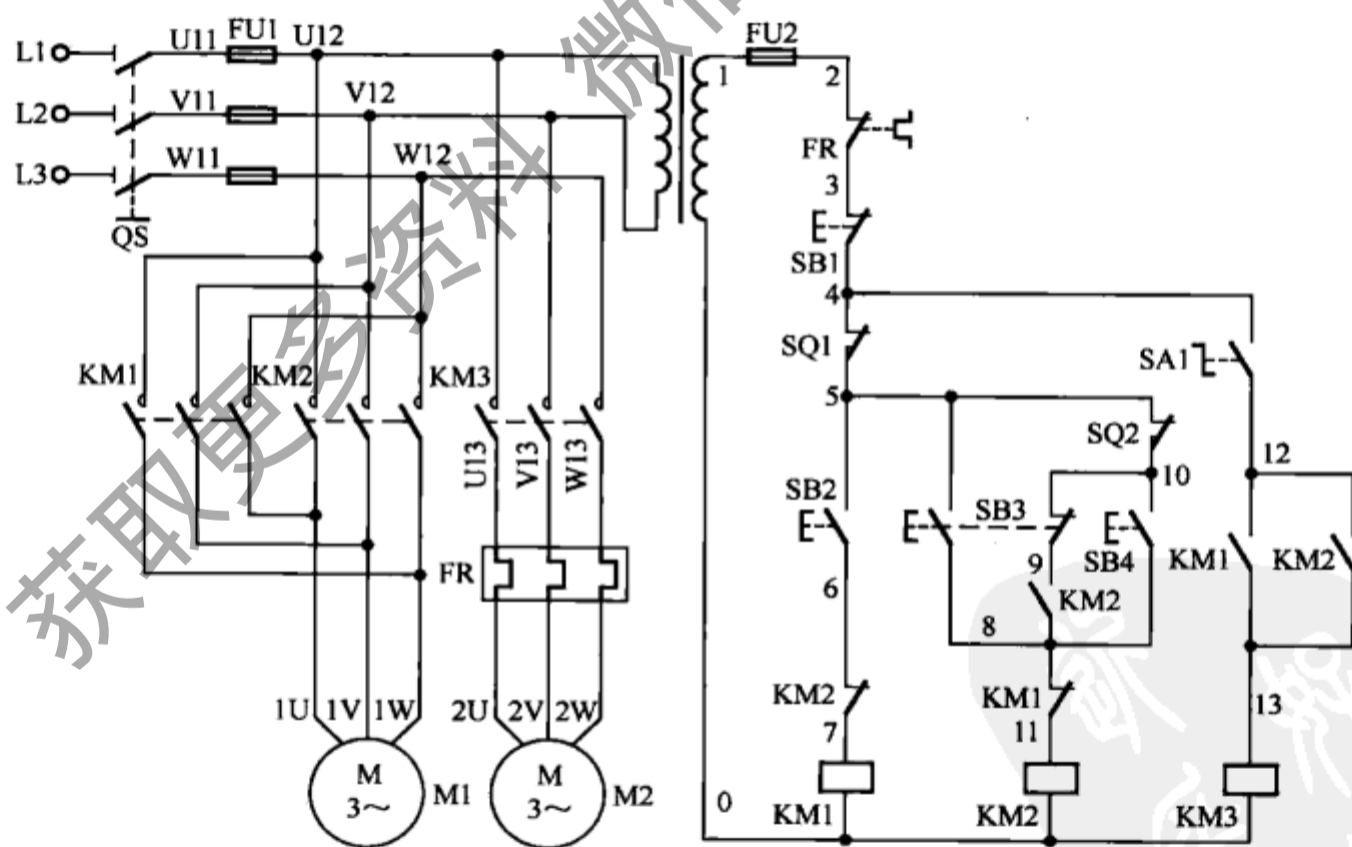 L1
U11
FU1
U12
L2
V11
V12
L3
W11
W12
QS
1
FU2
2
FR
3
SB1
4
SQ1
SA1
5
SQ2
12
10
KM1
KM2
KM3
U13
V13
W13
SB2
SB3
SB4
KM1
KM2
9
KM2
6
8
FR
KM2
KM1
7
11
13
1U
1V
1W
2U
2V
2W
M
3~
M1
M
3~
M2
0
KM1
KM2
KM3
获取更多资料